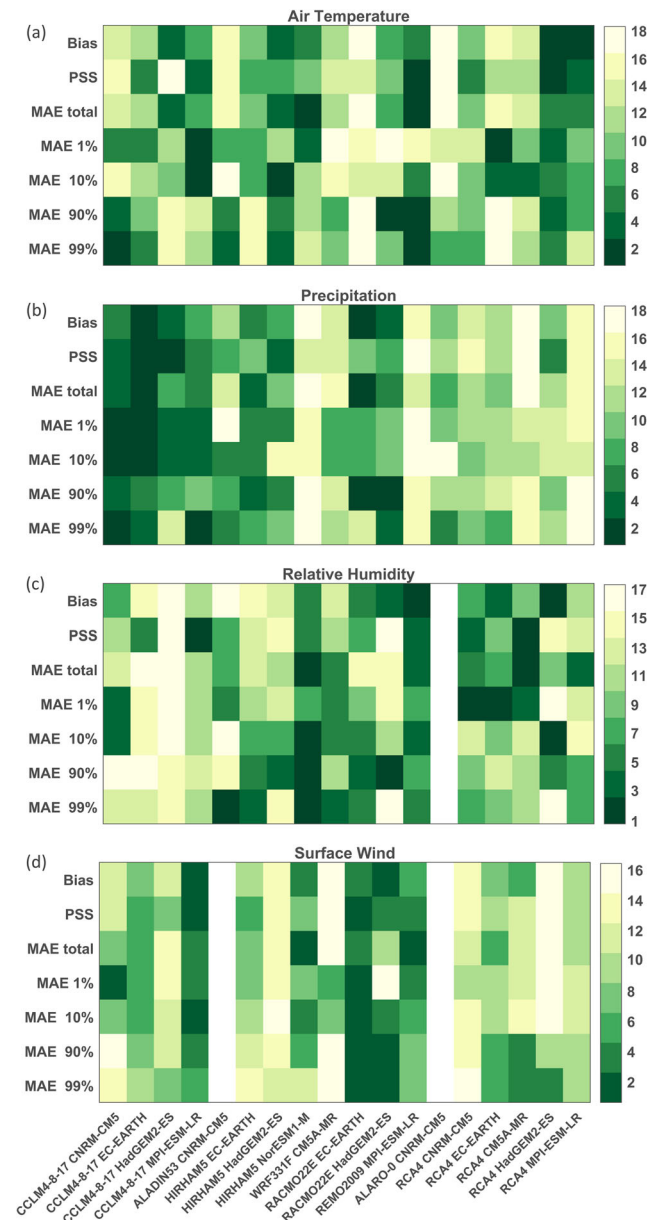 Air Temperature
(a)
Bias
PSS
MAE total
MAE 1%
MAE 10%
MAE 90%
MAE 99%
18
16
14
12
10
8
6
4
2
Precipitation
(b)
Bias
PSS
MAE total
MAE 1%
MAE 10%
MAE 90%
MAE 99%
18
16
14
12
10
8
6
4
2
Relative Humidity
(c)
Bias
PSS
MAE total
MAE 1%
MAE 10%
MAE 90%
MAE 99%
17
15
13
11
9
7
5
3
1
Surface Wind
(d)
Bias
PSS
MAE total
MAE 1%
MAE 10%
MAE 90%
MAE 99%
16
14
12
10
8
6
4
2
CCLM4-8-17 CNRM-CM5
CCLM4-8-17 EC-EARTH
CCLM4-8-17 HadGEM2-ES
CCLM4-8-17 MPI-ESM-LR
ALADIN53 CNRM-CM5
HIRHAM5 EC-EARTH
HIRHAM5 HadGEM2-ES
HIRHAM5 NorESM1-M
WRF331F CM5A-MR
RACMO22E EC-EARTH
RACMO22E HadGEM2-ES
REMO2009 MPI-ESM-LR
ALARO-0 CNRM-CM5
RCA4 CNRM-CM5
RCA4 EC-EARTH
RCA4 CM5A-MR
RCA4 HadGEM2-ES
RCA4 MPI-ESM-LR